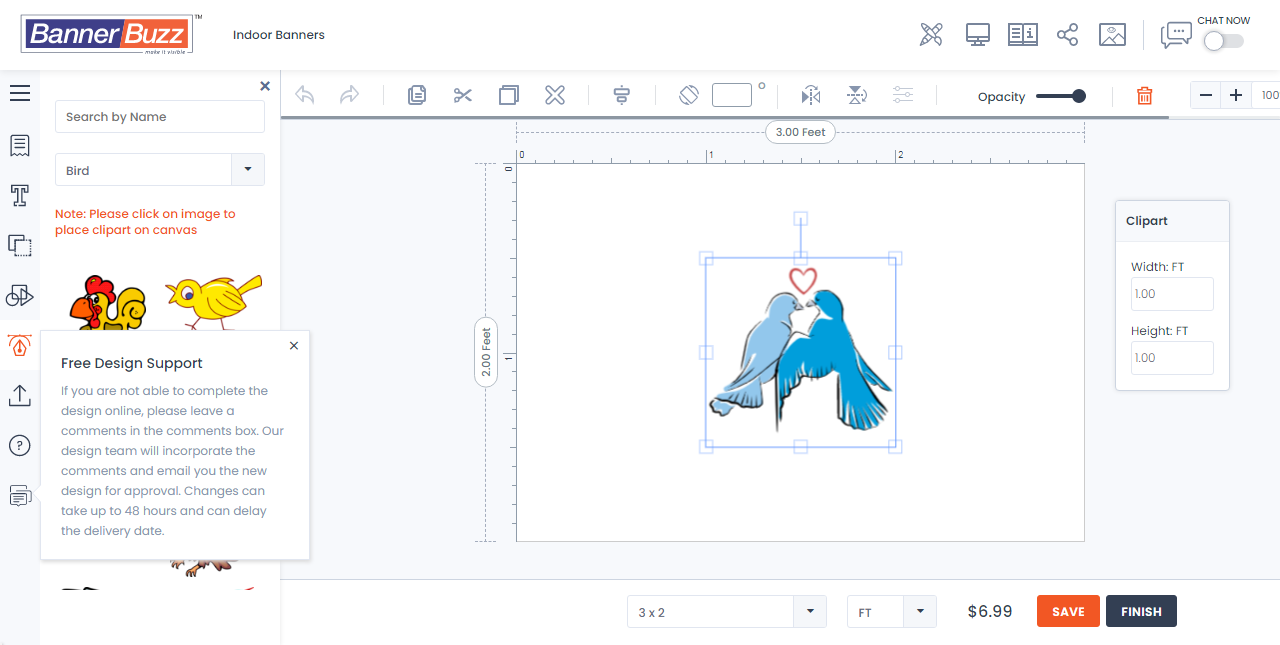 BannerBuzz
TM
make it visible
Indoor Banners
CHAT NOW
Search by Name
Bird
Note: Please click on image to
place clipart on canvas
Free Design Support
If you are not able to complete the
design online, please leave a
comments in the comments box. Our
design team will incorporate the
comments and email you the new
design for approval. Changes can
take up to 48 hours and can delay
the delivery date.
Opacity
100
3.00 Feet
0
1
2
0
1
2.00 Feet
Clipart
Width: FT
1.00
Height: FT
1.00
3 x 2
FT
$6.99
SAVE
FINISH